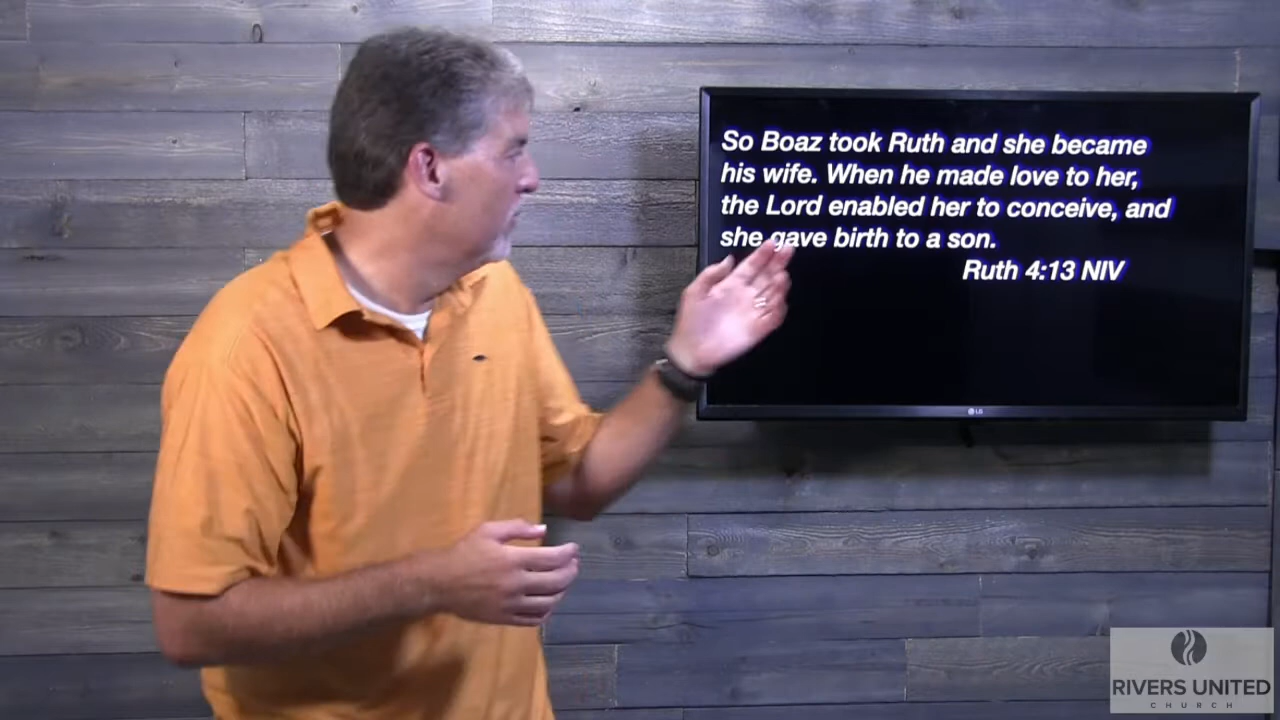 So Boaz took Ruth and she became
his wife. When he made love to her,
the Lord enabled her to conceive, and
she gave birth to a son.
Ruth 4:13 NIV
LG
RIVERS UNITED
CHURCH